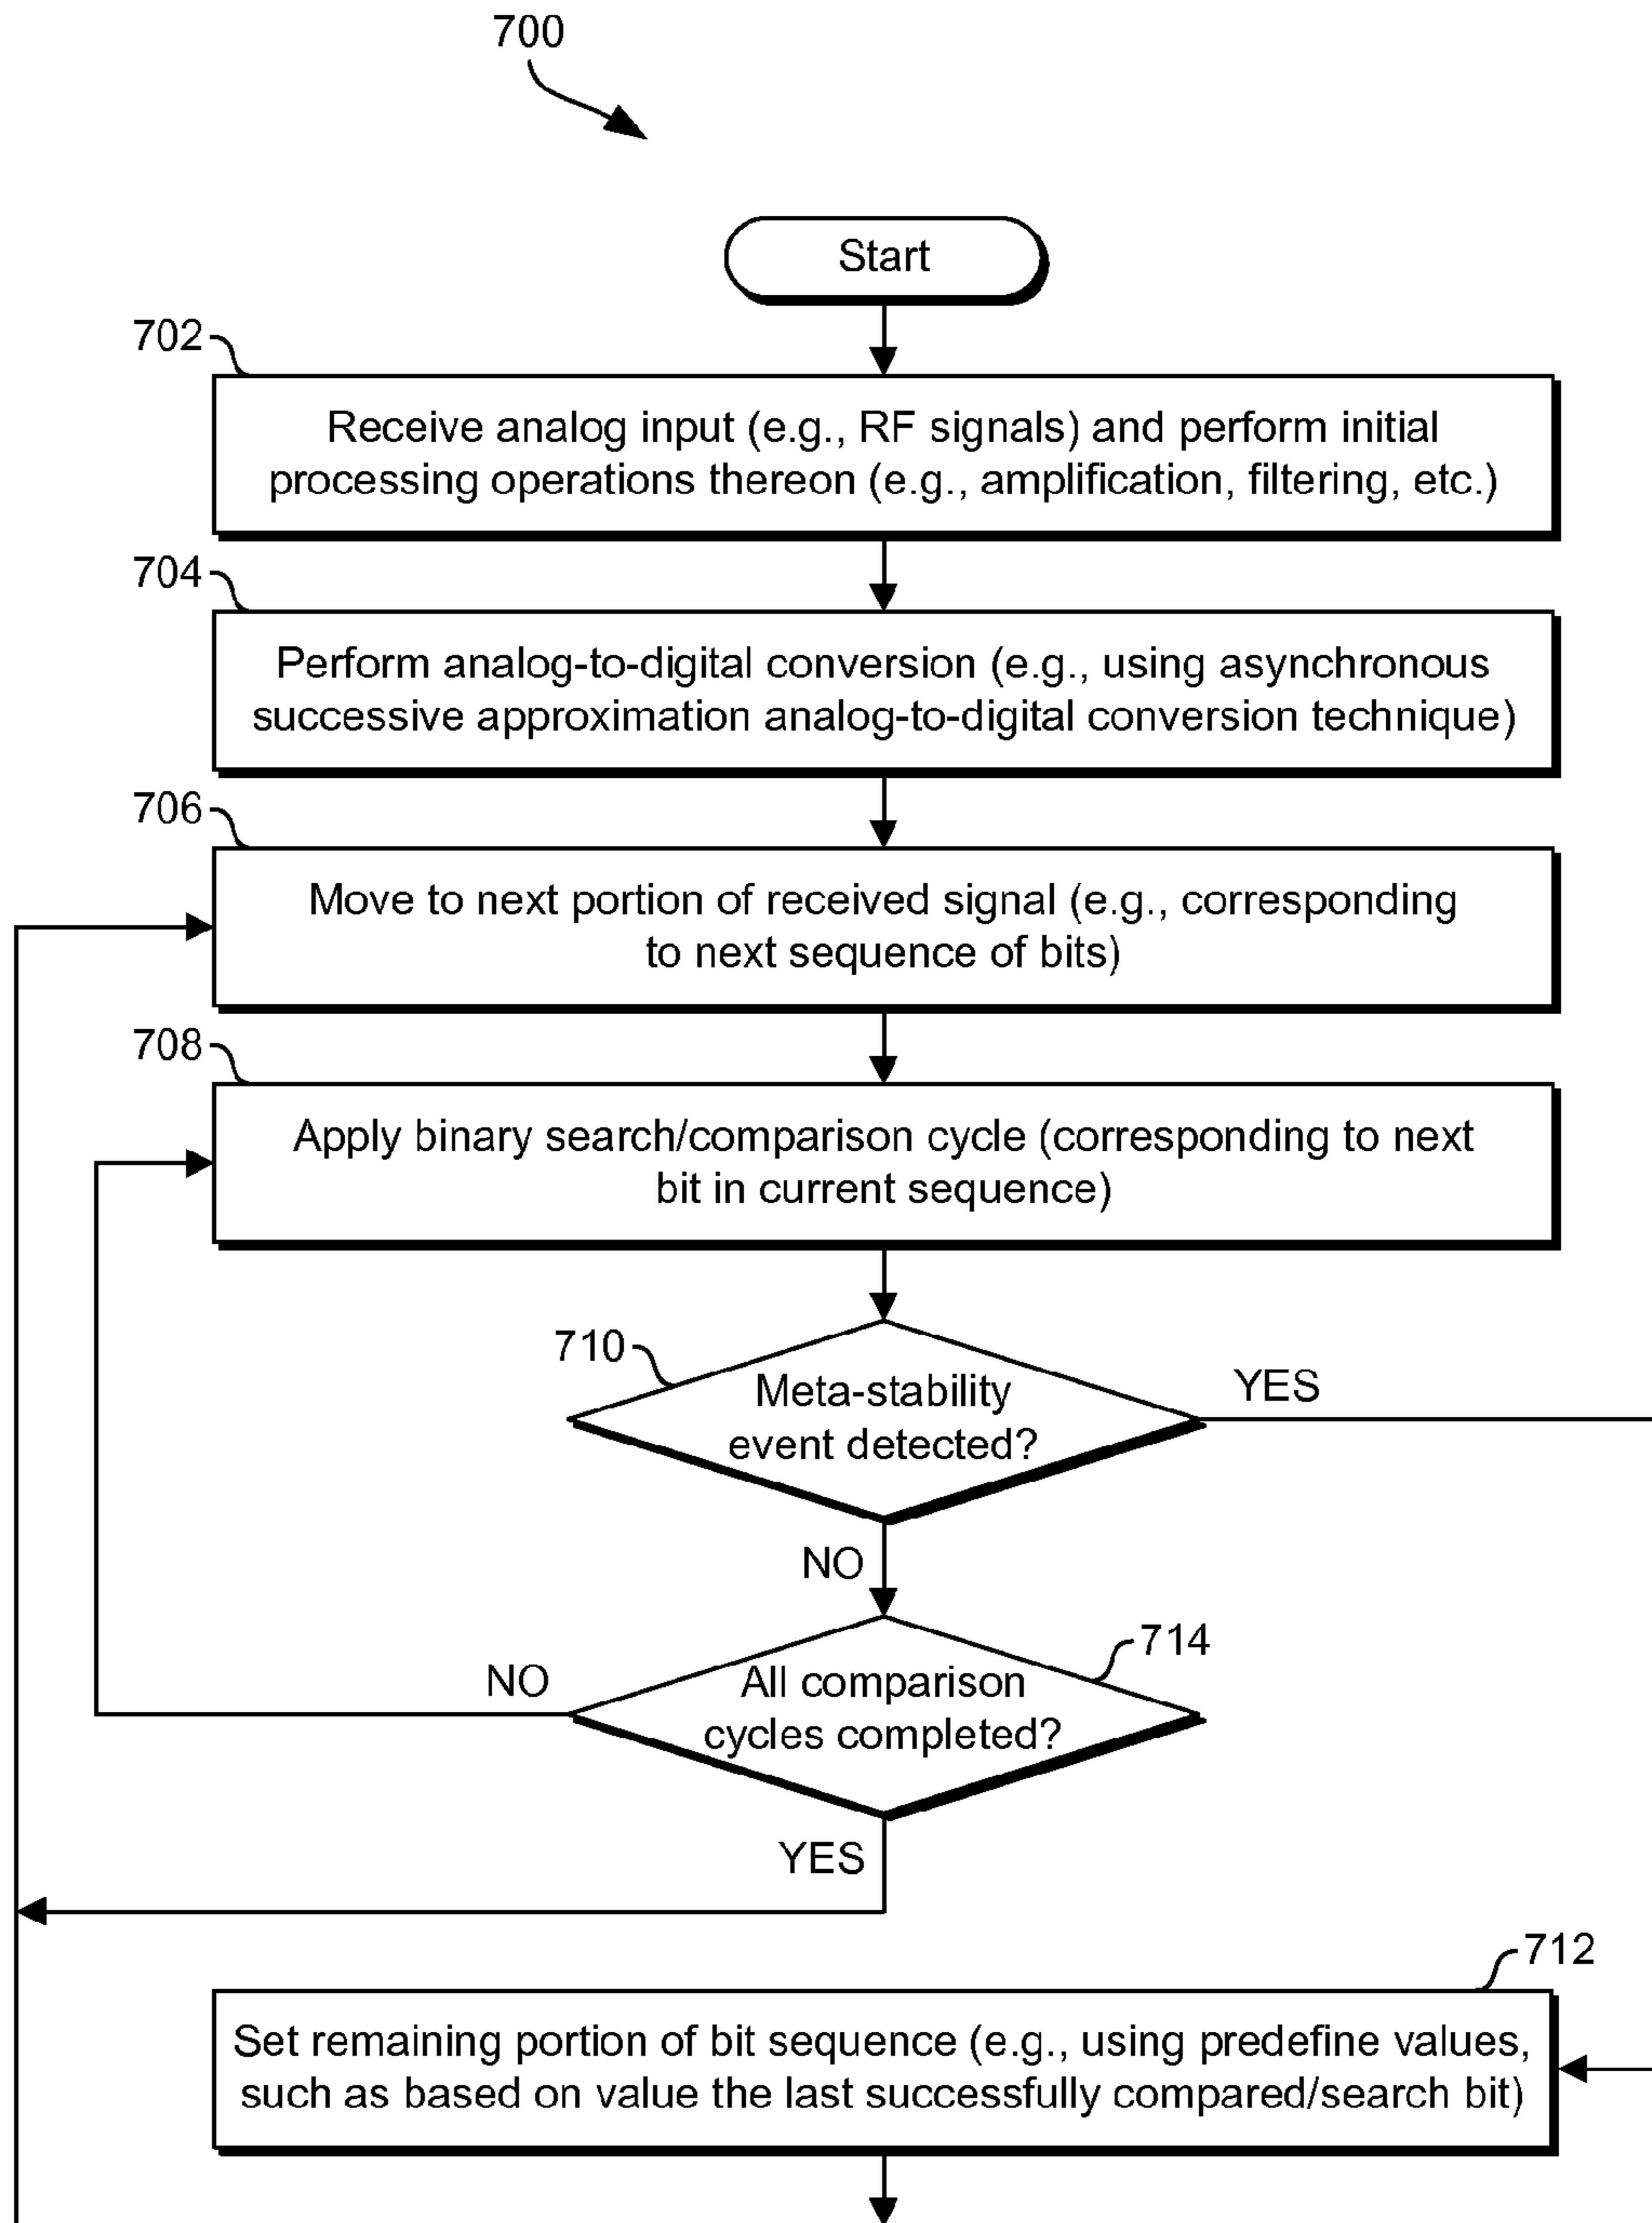 700
Start
702
Receive analog input (e.g., RF signals) and perform initial
processing operations thereon (e.g., amplification, filtering, etc.)
704
Perform analog-to-digital conversion (e.g., using asynchronous
successive approximation analog-to-digital conversion technique)
706
Move to next portion of received signal (e.g., corresponding
to next sequence of bits)
708
Apply binary search/comparison cycle (corresponding to next
bit in current sequence)
710
Meta-stability
event detected?
YES
NO
714
All comparison
cycles completed?
NO
YES
712
Set remaining portion of bit sequence (e.g., using predefine values,
such as based on value the last successfully compared/search bit)